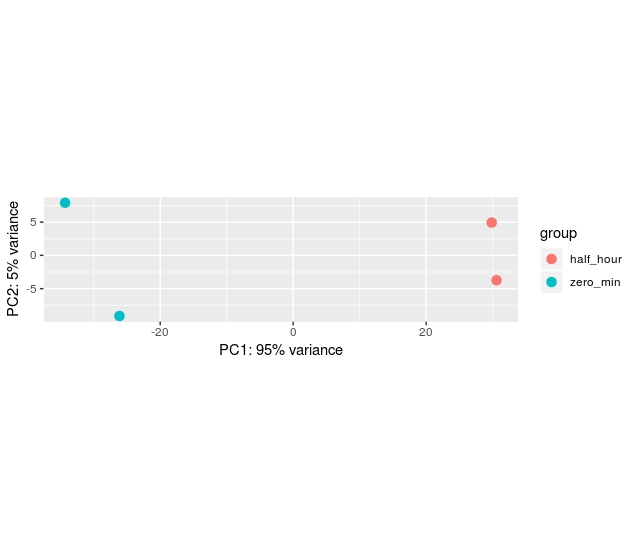 PC2: 5% variance
5
0
-5
-20
0
20
PC1: 95% variance
group
half_hour
zero_min